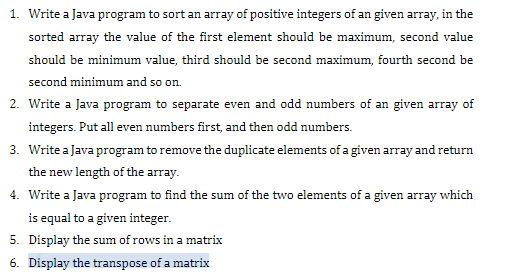 1. Write a Java program to sort an array of positive integers of an given array, in the
sorted array the value of the first element should be maximum, second value
should be minimum value, third should be second maximum, fourth second be
second minimum and so on.
2. Write a Java program to separate even and odd numbers of an given array of
integers. Put all even numbers first, and then odd numbers.
3. Write a Java program to remove the duplicate elements of a given array and return
the new length of the array.
4. Write a Java program to find the sum of the two elements of a given array which
is equal to a given integer.
5. Display the sum of rows in a matrix
6. Display the transpose of a matrix